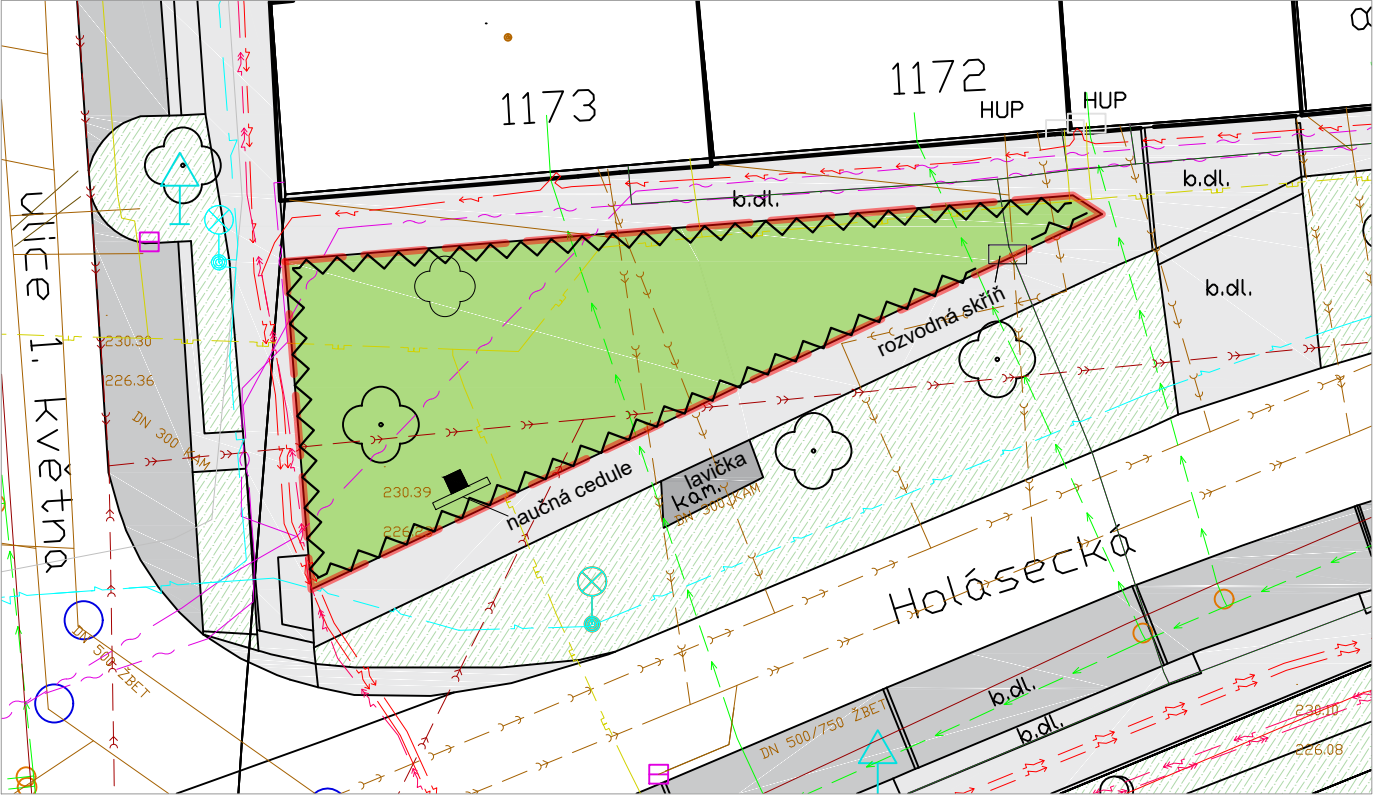 1173
1172
HUP
HUP
b.dl.
b.dl.
b.dl.
ulice 1. května
230.30
226.36
DN 300 KAM
rozvodná skříň
230.39
naučná cedule
lavička
kam.
DN 300 KAM
Holásecká
DN 500 ŽBET
DN 500/750 ŽBET
b.dl.
b.dl.
230.10
226.08